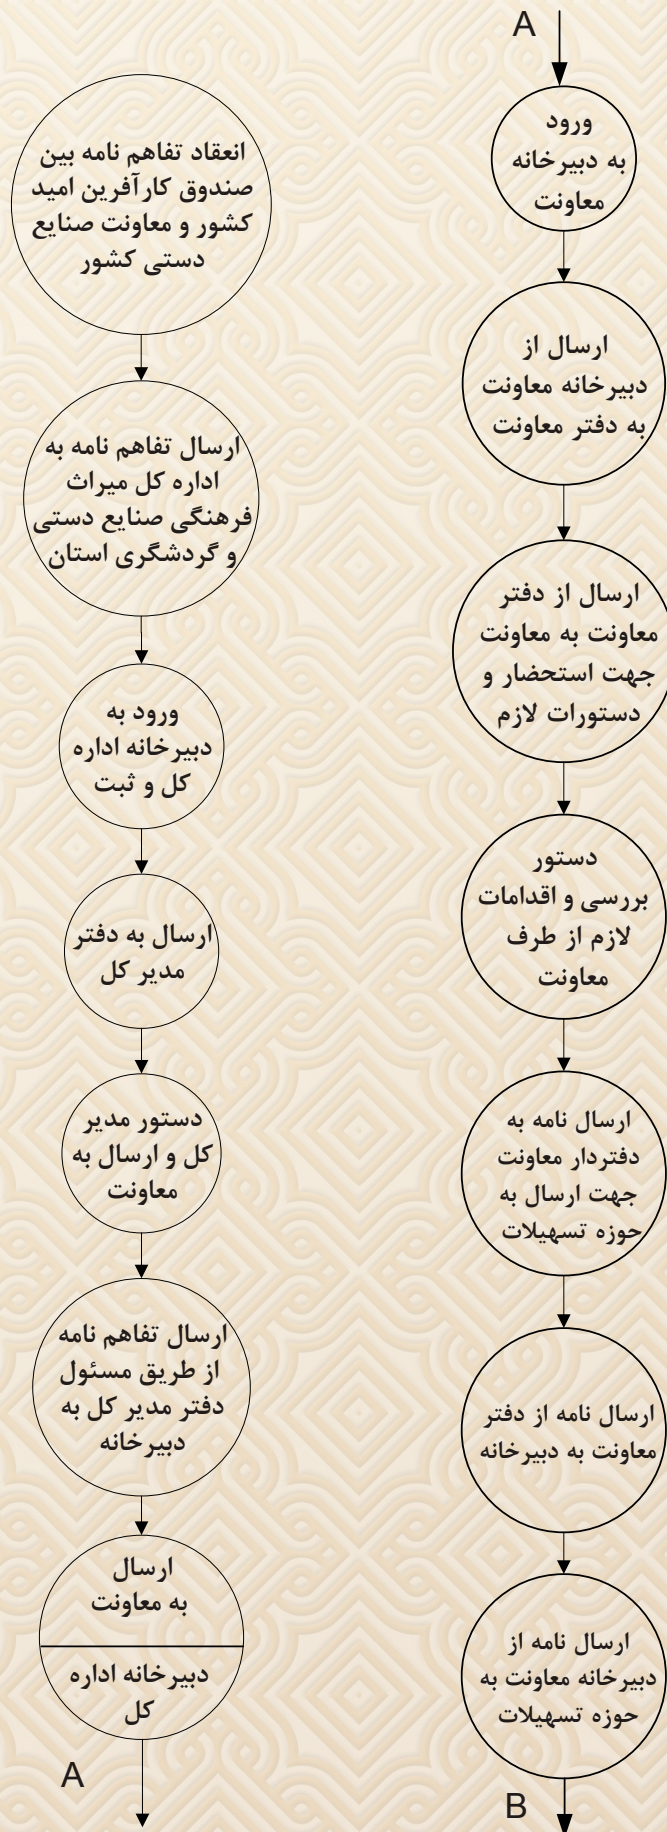 انعقاد تفاهم نامه بین
صندوق کارآفرین امید
کشور و معاونت صنایع
دستی کشور
ارسال تفاهم نامه به
اداره کل میراث
فرهنگی صنایع دستی
و گردشگری استان
ورود به
دبیرخانه اداره
کل و ثبت
ارسال به دفتر
مدیر کل
دستور مدیر
کل و ارسال به
معاونت
ارسال تفاهم نامه
از طریق مسئول
دفتر مدیر کل به
دبیرخانه
ارسال
به معاونت
دبیرخانه اداره
کل
A
A
ورود
به دبیرخانه
معاونت
ارسال از
دبیرخانه معاونت
به دفتر معاونت
ارسال از دفتر
معاونت به معاونت
جهت استحضار و
دستورات لازم
دستور
بررسی و اقدامات
لازم از طرف
معاونت
ارسال نامه به
دفتردار معاونت
جهت ارسال به
حوزه تسهیلات
ارسال نامه از دفتر
معاونت به دبیرخانه
ارسال نامه از
دبیرخانه معاونت به
حوزه تسهیلات
B